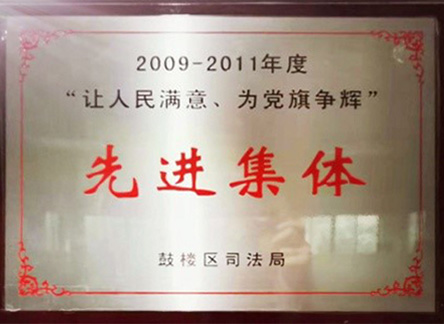 2009-2011年度
“让人民满意、为党旗争辉”
先进集体
鼓楼区司法局